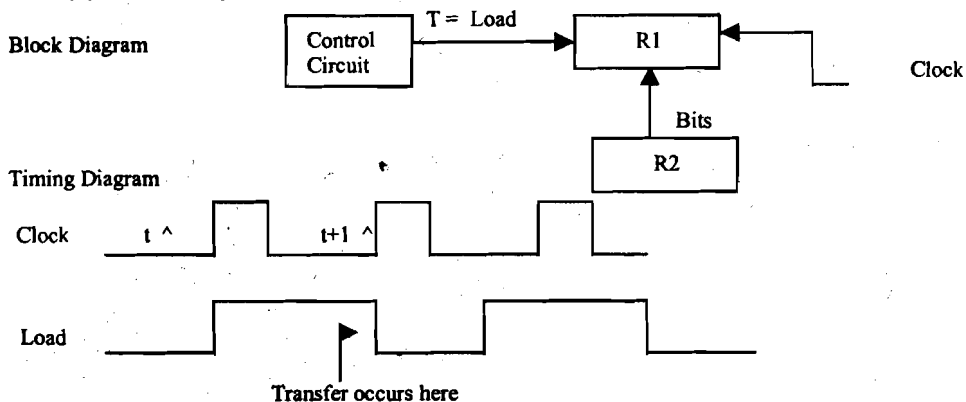 T = Load
Block Diagram
Control
Circuit
R1
Clock
Bits
R2
Timing Diagram
Clock
t ^
t+1 ^
Load
Transfer occurs here